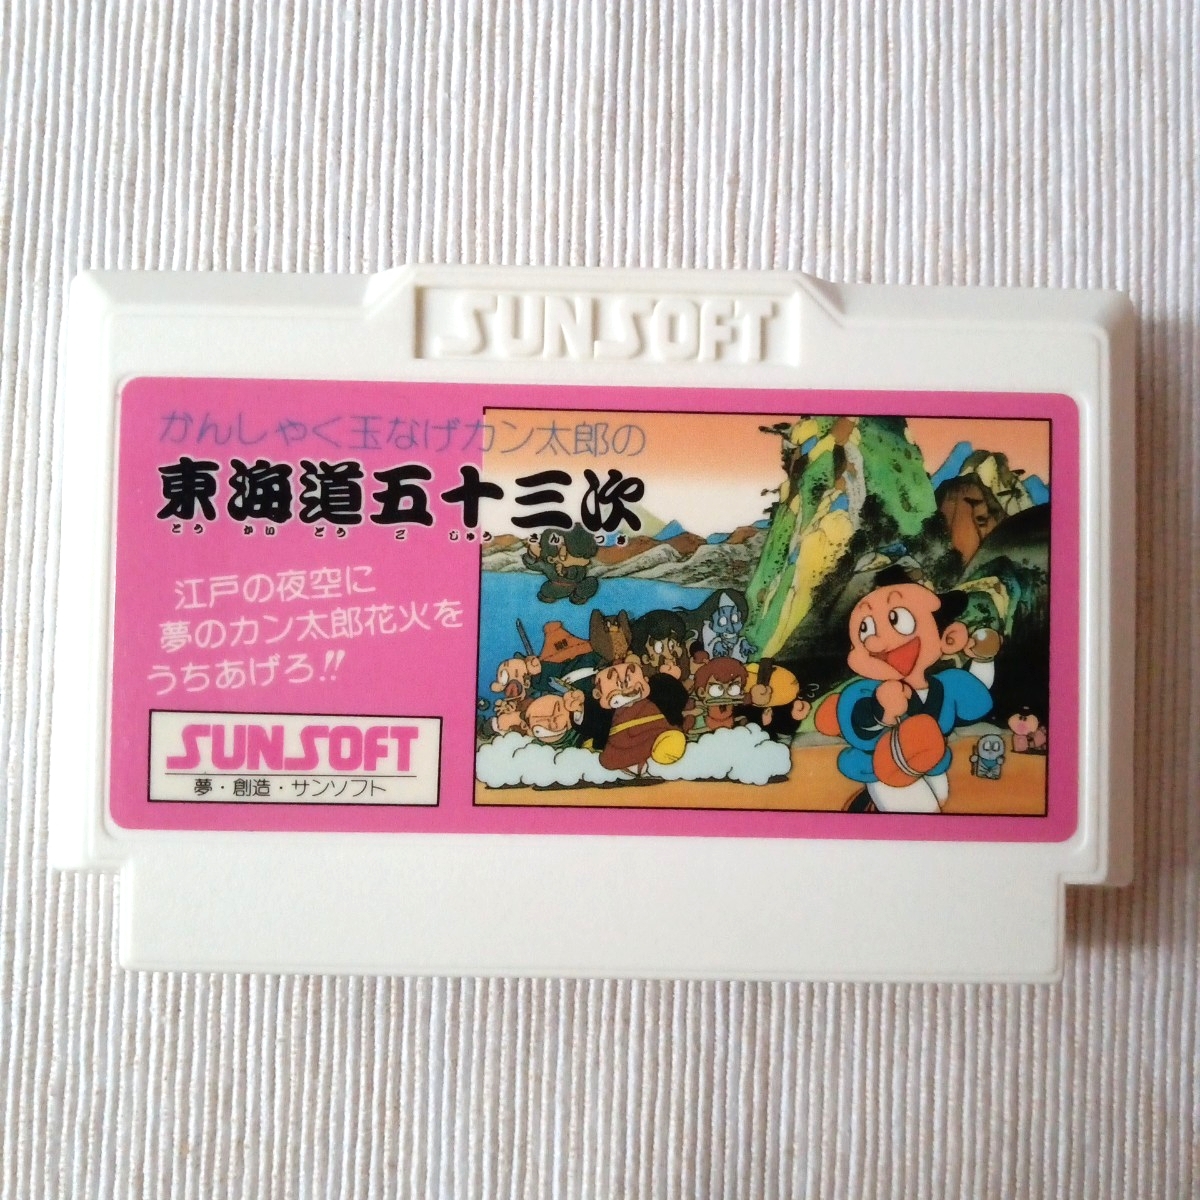 SUNSOFT
かんしゃく玉なげカン太郎の
東海道五十三次
とう かい どう ご じゅう さん つぎ
江戸の夜空に
夢のカン太郎花火を
うちあげろ!!
SUNSOFT
夢・創造・サンソフト